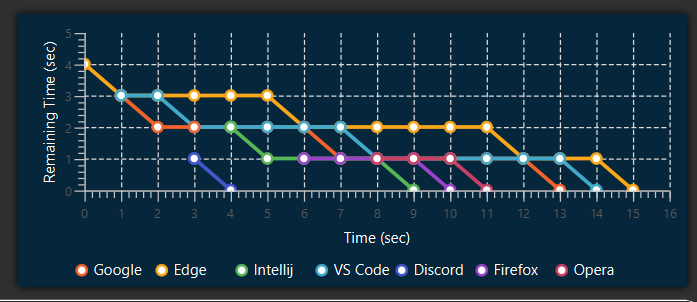 Remaining Time (sec)
5
4
3
2
1
0
0 1 2 3 4 5 6 7 8 9 10 11 12 13 14 15 16
Time (sec)
Google Edge Intellij VS Code Discord Firefox Opera